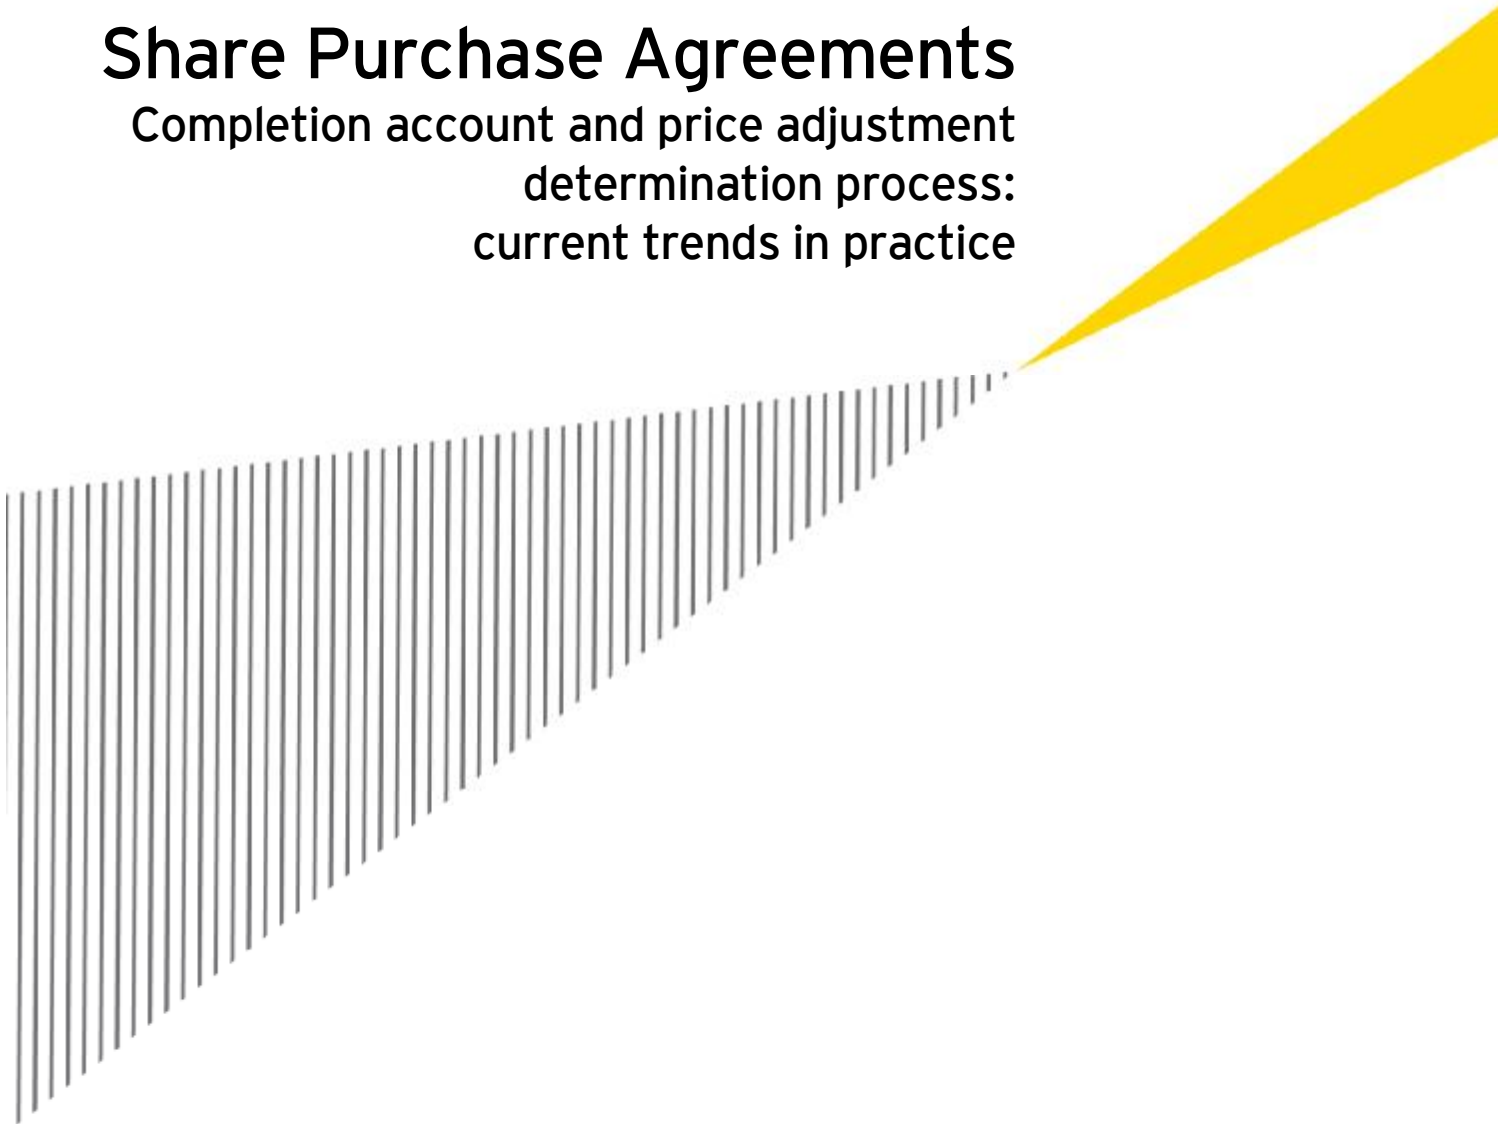 Share Purchase Agreements
Completion account and price adjustment
determination process:
current trends in practice